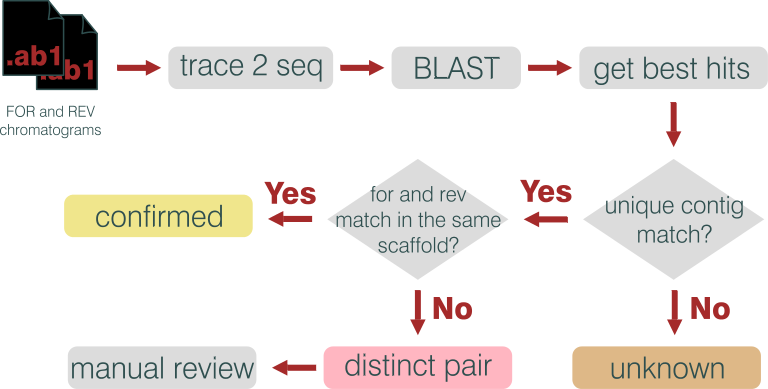 .ab1
.ab1
FOR and REV
chromatograms
trace 2 seq
BLAST
get best hits
unique contig
match?
Yes
No
for and rev
match in the same
scaffold?
Yes
No
confirmed
unknown
distinct pair
manual review